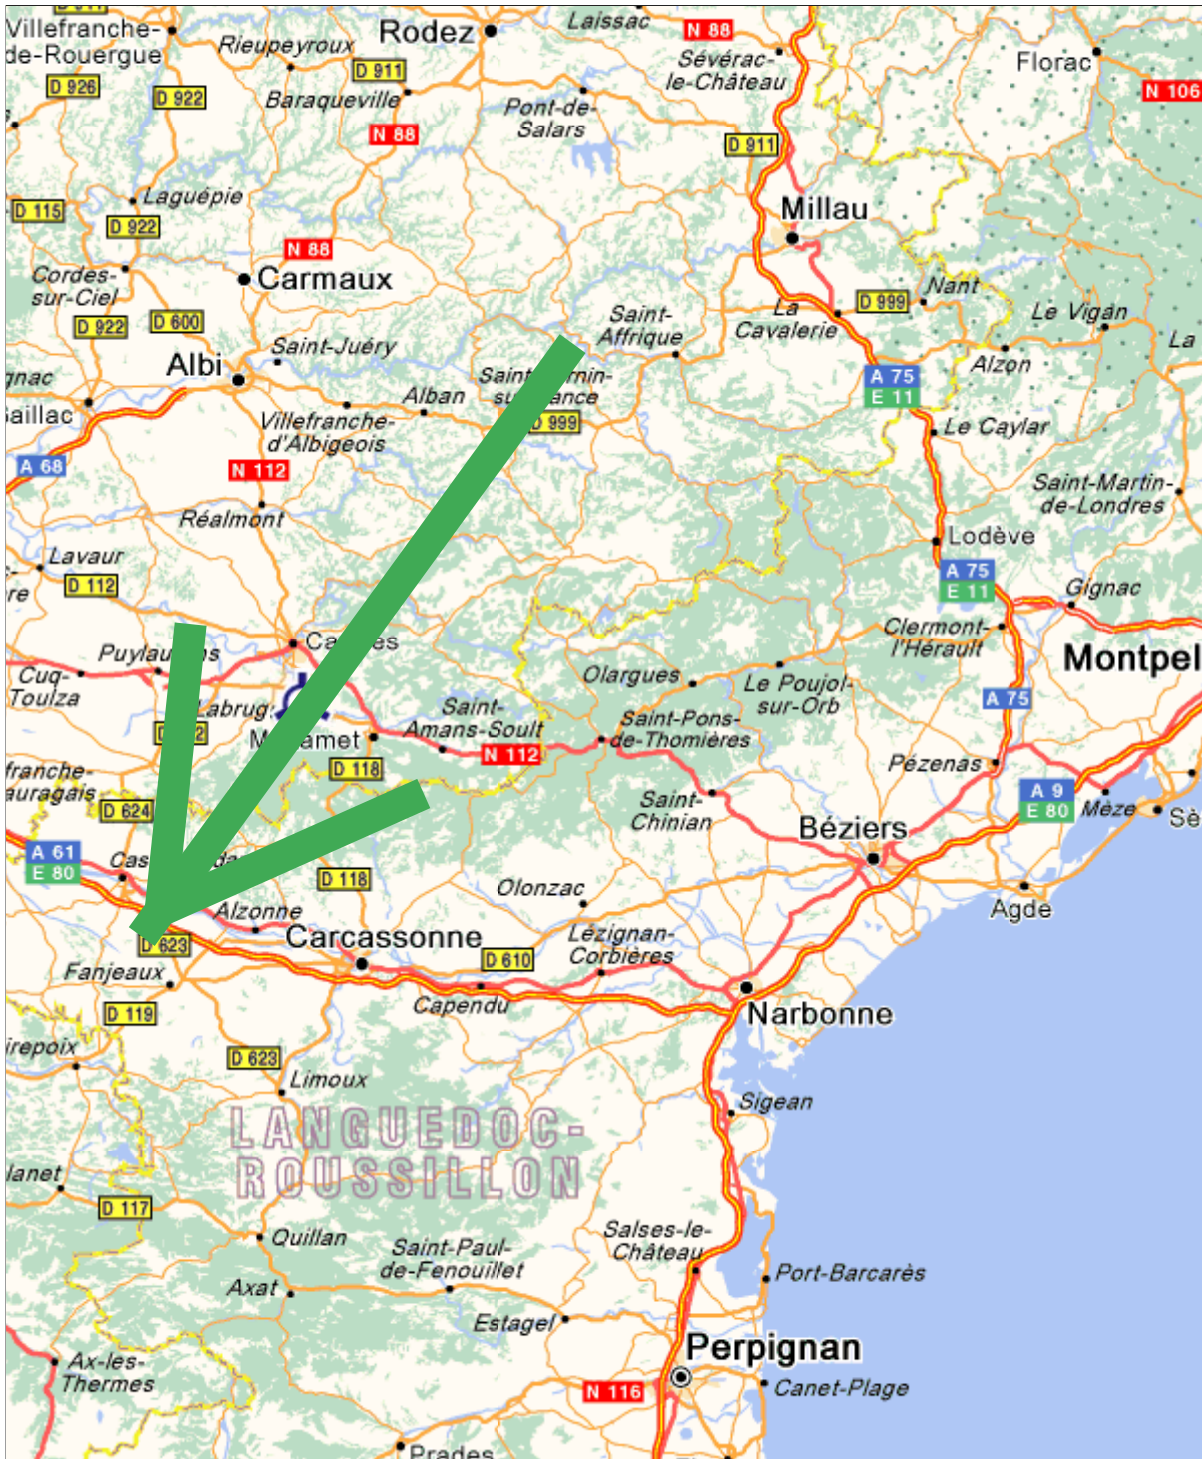 Villefranche-
de-Rouergue
Rieupeyroux
Rodez
Laissac
N 88
Sévérac-
le-Château
Florac
D 926
D 922
D 911
Baraqueville
Pont-de-
Salars
N 106
N 88
D 911
D 115
Laguépie
D 922
Millau
N 88
Cordes-
sur-Ciel
Carmaux
Nant
D 999
La
Cavalerie
Saint-
Affrique
Le Vigan
D 922
D 600
Saint-Juéry
Albi
Alzon
La
A 75
E 11
Alban
D 999
Villefranche-
d'Albigeois
Le Caylar
A 68
N 112
Saint-Martin-
de-Londres
Réalmont
Lodève
Lavaur
D 112
A 75
E 11
Gignac
Clermont-
l'Hérault
Montpel
Cuq-
Toulza
Olargues
Le Poujol-
sur-Orb
A 75
Saint-
Amans-Soult
Saint-Pons-
de-Thomières
N 112
D 118
Pézenas
D 624
Saint-
Chinian
A 9
E 80
Mèze
Sè
Béziers
A 61
E 80
D 118
Olonzac
Agde
Alzonne
D 623
Carcassonne
D 610
Lézignan-
Corbières
Fanjeaux
Capendu
Narbonne
D 119
D 623
Limoux
Sigean
LANGUEDOC-
ROUSSILLON
D 117
Quillan
Saint-Paul-
de-Fenouillet
Salses-le-
Château
Port-Barcarès
Axat
Estagel
Perpignan
Ax-les-
Thermes
N 116
Canet-Plage
Prades